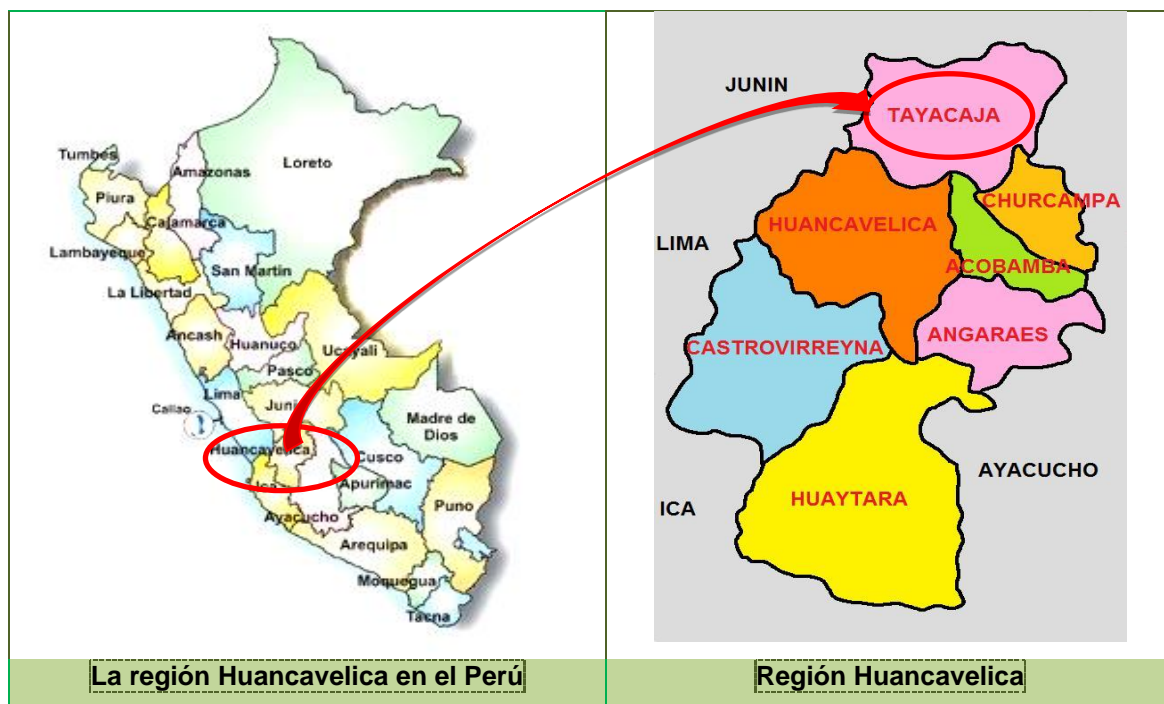 Tumbes
Loreto
Amazonas
Piura
Cajamarca
Lambayeque
San Martin
La Libertad
Ancash
Huanuco
Ucayali
Pasco
Lima
Junin
Callao
Madre de
Dios
Huancavelica
Cusco
Ica
Apurimac
Ayacucho
Puno
Arequipa
Moquegua
Tacna
La región Huancavelica en el Perú
JUNIN
TAYACAJA
CHURCAMPA
HUANCAVELICA
LIMA
ACOBAMBA
ANGARAES
CASTROVIRREYNA
AYACUCHO
HUAYTARA
ICA
Región Huancavelica